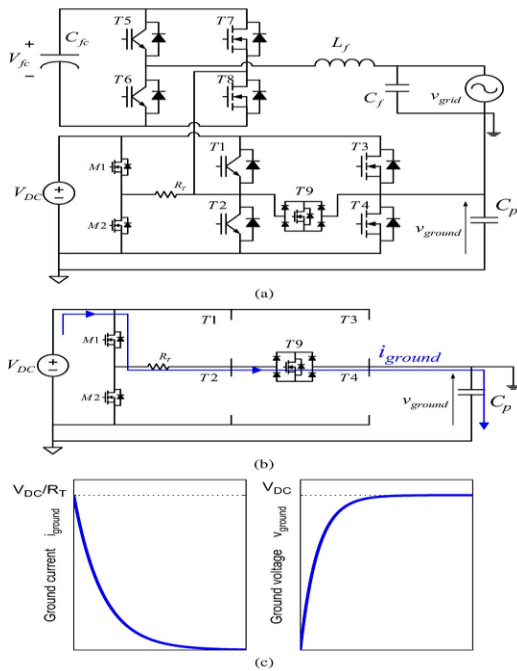 T5
T7
V_fc
+
−
C_fc
T6
T8
L_f
C_f
v_grid
V_DC
+
−
M1
M2
R_T
T1
T2
T9
T3
T4
v_ground
C_p
(a)
V_DC
+
−
M1
M2
R_T
T1
T2
T9
T3
T4
i_ground
v_ground
C_p
(b)
V_DC/R_T
Ground current i_ground
V_DC
Ground voltage v_ground
(c)